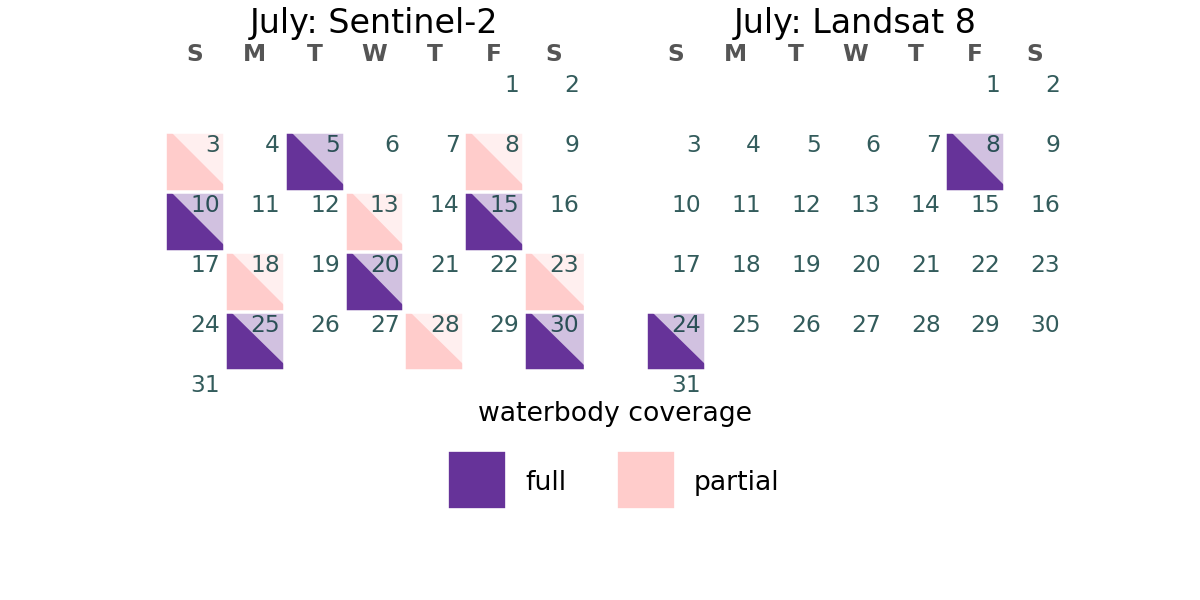 July: Sentinel-2
S M T W T F S
1 2
3 4 5 6 7 8 9
10 11 12 13 14 15 16
17 18 19 20 21 22 23
24 25 26 27 28 29 30
31
July: Landsat 8
S M T W T F S
1 2
3 4 5 6 7 8 9
10 11 12 13 14 15 16
17 18 19 20 21 22 23
24 25 26 27 28 29 30
31
waterbody coverage
full partial